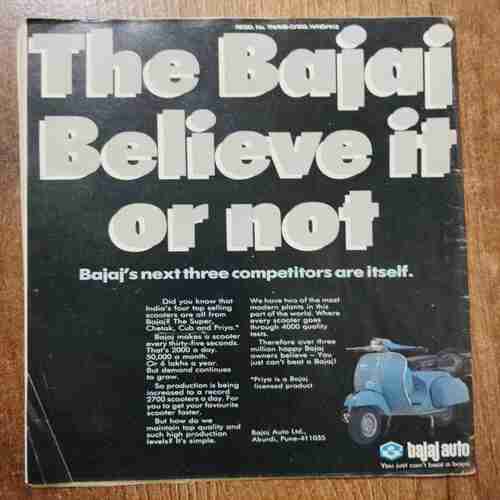 The Bajaj
Believe it
or not
Bajaj's next three competitors are itself.
Did you know that
India's four top selling
scooters are all from
Bajaj? The Super,
Chetak, Cub and Priya.*
Bajaj makes a scooter
every thirty-five seconds.
That's 2000 a day.
50,000 a month.
Or 6 lakhs a year.
But demand continues
to grow.
So production is being
increased to a record
2700 scooters a day. For
you to get your favourite
scooter faster.
But how do we
maintain top quality and
such high production
levels? It's simple.
We have two of the most
modern plants in this
part of the world. Where
every scooter goes
through 4000 quality
tests.
Therefore over three
million happy Bajaj
owners believe - You
just can't beat a Bajaj!
*Priya is a Bajaj
licensed product
Bajaj Auto Ltd.,
Akurdi, Pune-411035
bajaj auto
You just can't beat a bajaj